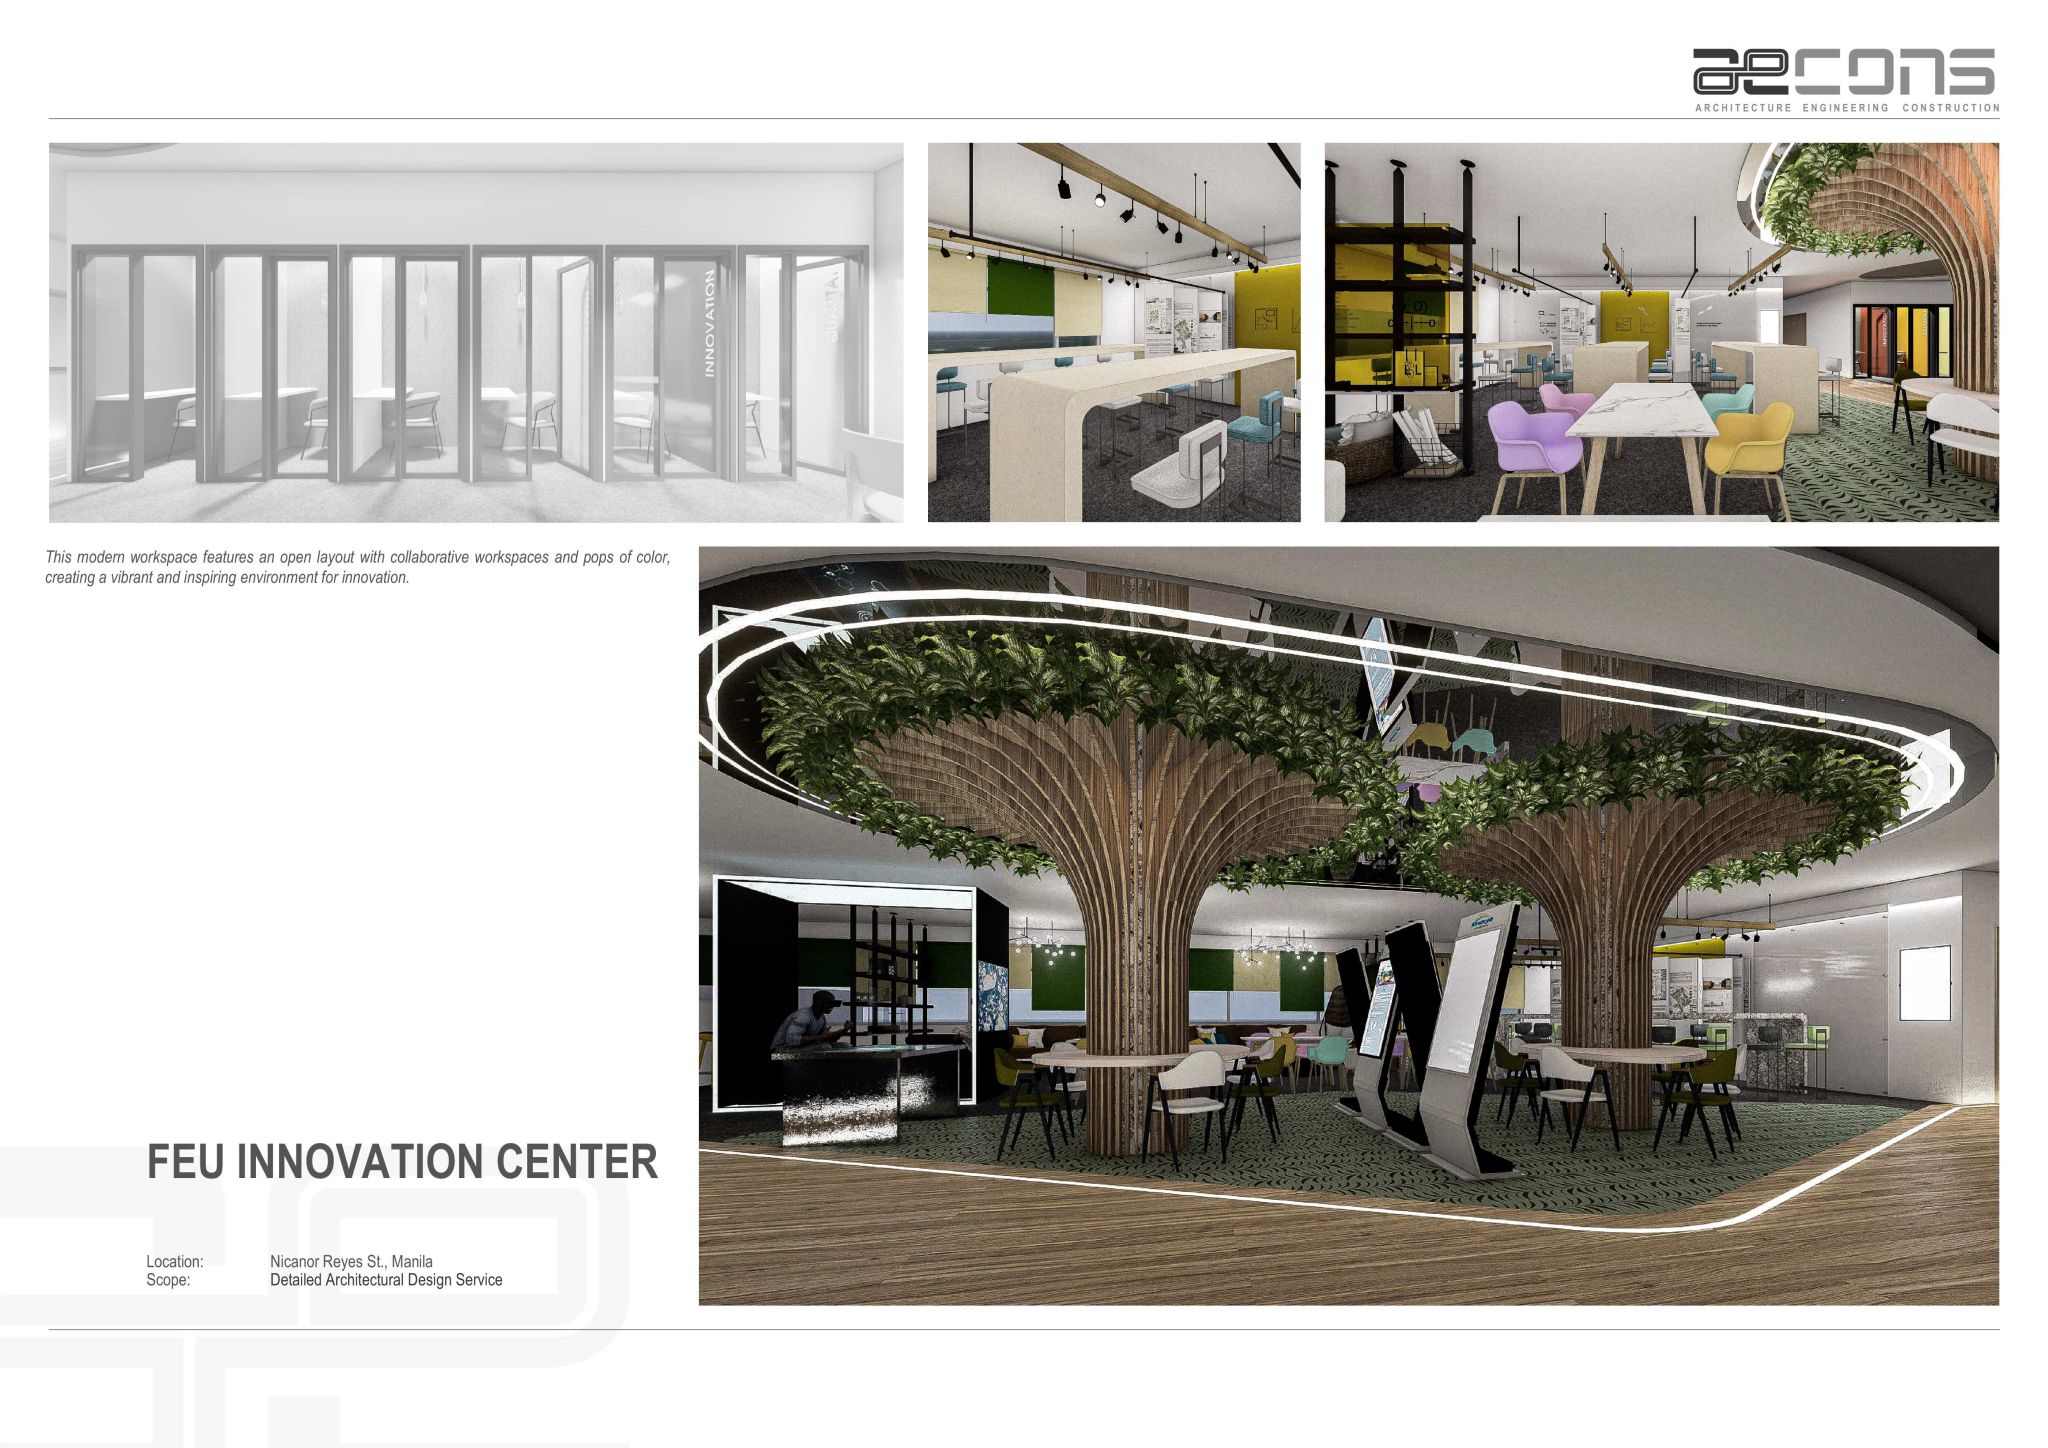 aecons
ARCHITECTURE ENGINEERING CONSTRUCTION
INNOVATION
QUALITAT
INNOVATION
This modern workspace features an open layout with collaborative workspaces and pops of color,
creating a vibrant and inspiring environment for innovation.
FEU INNOVATION CENTER
Location: Nicanor Reyes St., Manila
Scope: Detailed Architectural Design Service